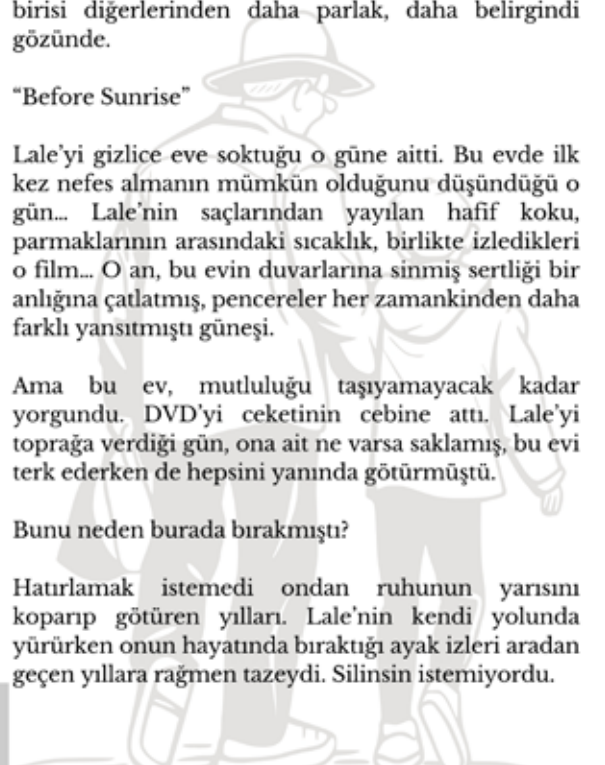 birisi diğerlerinden daha parlak, daha belirgindi
gözünde.
“Before Sunrise”
Lale’yi gizlice eve soktuğu o güne aitti. Bu evde ilk
kez nefes almanın mümkün olduğunu düşündüğü o
gün... Lale’nin saçlarından yayılan hafif koku,
parmaklarının arasındaki sıcaklık, birlikte izledikleri
o film... O an, bu evin duvarlarına sinmiş sertliği bir
anlığına çatlatmış, pencereler her zamankinden daha
farklı yansıtmıştı güneşi.
Ama bu ev, mutluluğu taşıyamayacak kadar
yorgundu. DVD’yi ceketinin cebine attı. Lale’yi
toprağa verdiği gün, ona ait ne varsa saklamış, bu evi
terk ederken de hepsini yanında götürmüştü.
Bunu neden burada bırakmıştı?
Hatırlamak istemedi ondan ruhunun yarısını
koparıp götüren yılları. Lale’nin kendi yolunda
yürürken onun hayatında bıraktığı ayak izleri aradan
geçen yıllara rağmen tazeydi. Silinsin istemiyordu.